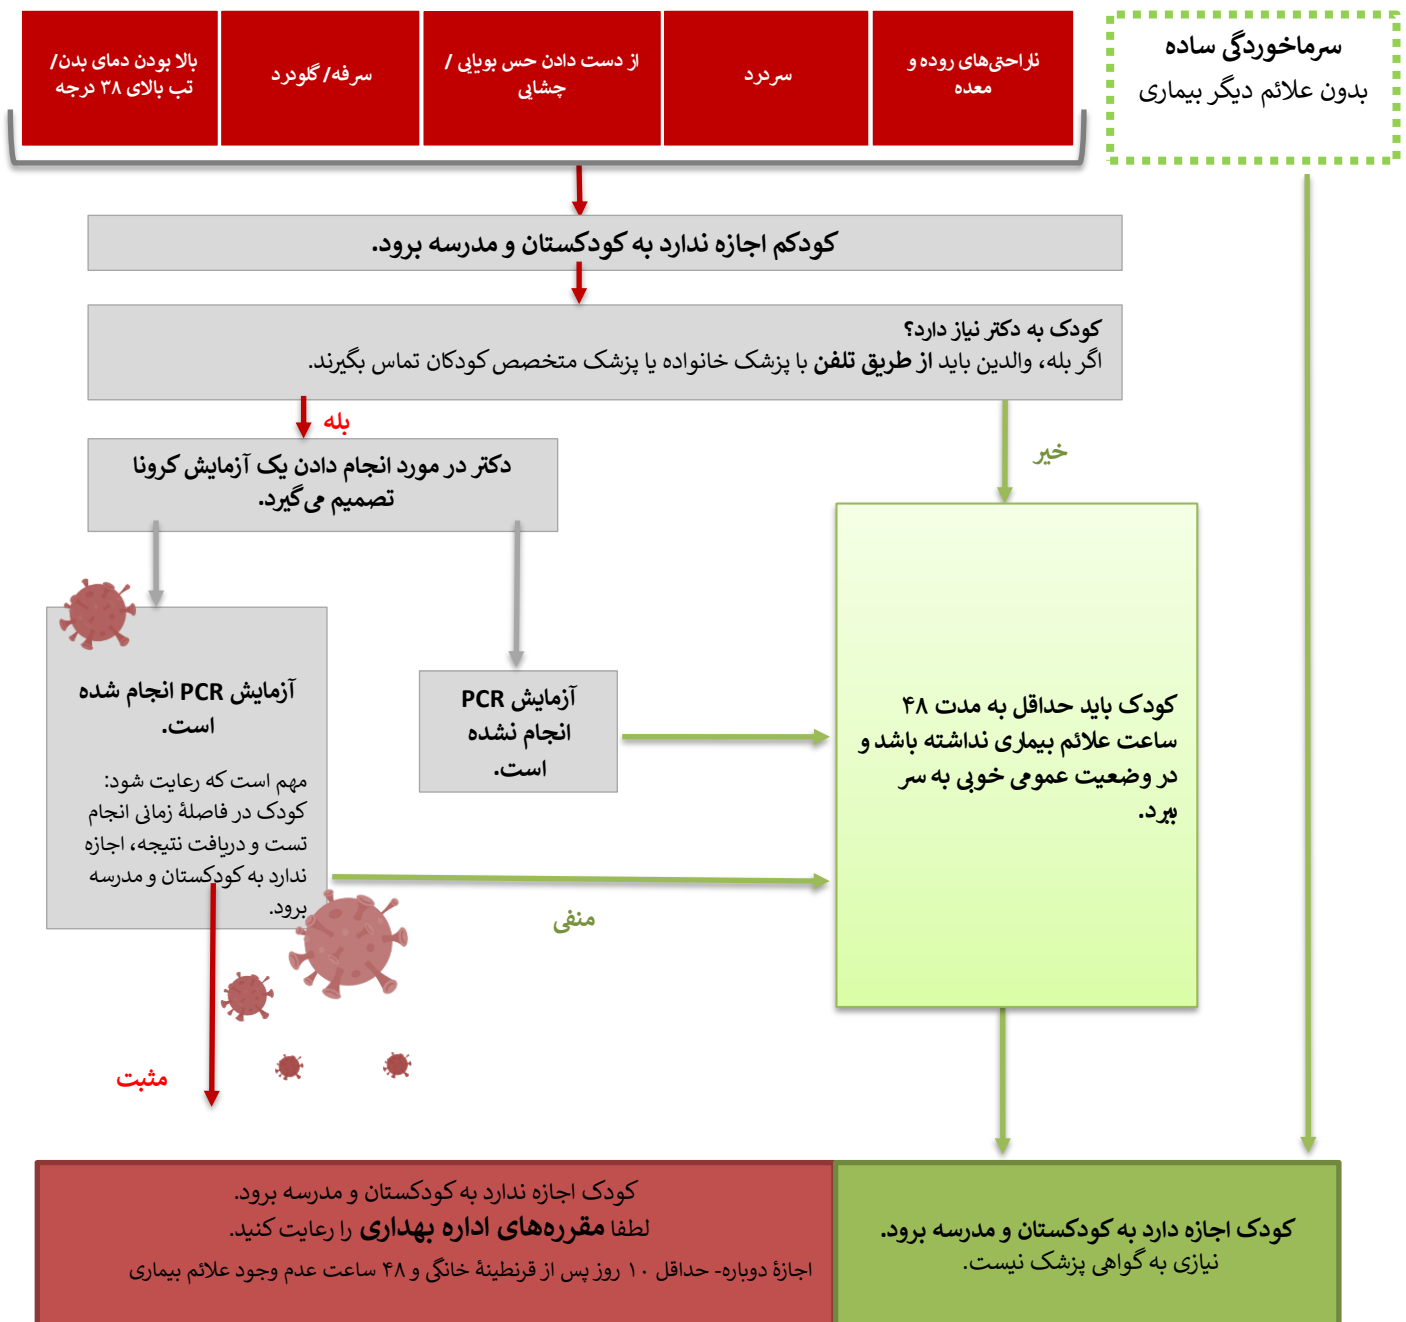 سرماخوردگی ساده
بدون علائم دیگر بیماری
ناراحتی‌های روده و
معده
سردرد
از دست دادن حس بویایی /
چشایی
سرفه/ گلودرد
بالا بودن دمای بدن/
تب بالای ۳۸ درجه
کودکم اجازه ندارد به کودکستان و مدرسه برود.
کودک به دکتر نیاز دارد؟
اگر بله، والدین باید از طریق تلفن با پزشک خانواده یا پزشک متخصص کودکان تماس بگیرند.
بله
خیر
دکتر در مورد انجام دادن یک آزمایش کرونا
تصمیم می‌گیرد.
آزمایش PCR انجام شده
است.
مهم است که رعایت شود:
کودک در فاصلهٔ زمانی انجام
تست و دریافت نتیجه، اجازه
ندارد به کودکستان و مدرسه
برود.
آزمایش PCR
انجام نشده
است.
کودک باید حداقل به مدت ۴۸
ساعت علائم بیماری نداشته باشد و
در وضعیت عمومی خوبی به سر
ببرد.
منفی
مثبت
کودک اجازه ندارد به کودکستان و مدرسه برود.
لطفا مقرره‌های اداره بهداری را رعایت کنید.
اجازهٔ دوباره- حداقل ۱۰ روز پس از قرنطینهٔ خانگی و ۴۸ ساعت عدم وجود علائم بیماری
کودک اجازه دارد به کودکستان و مدرسه برود.
نیازی به گواهی پزشک نیست.